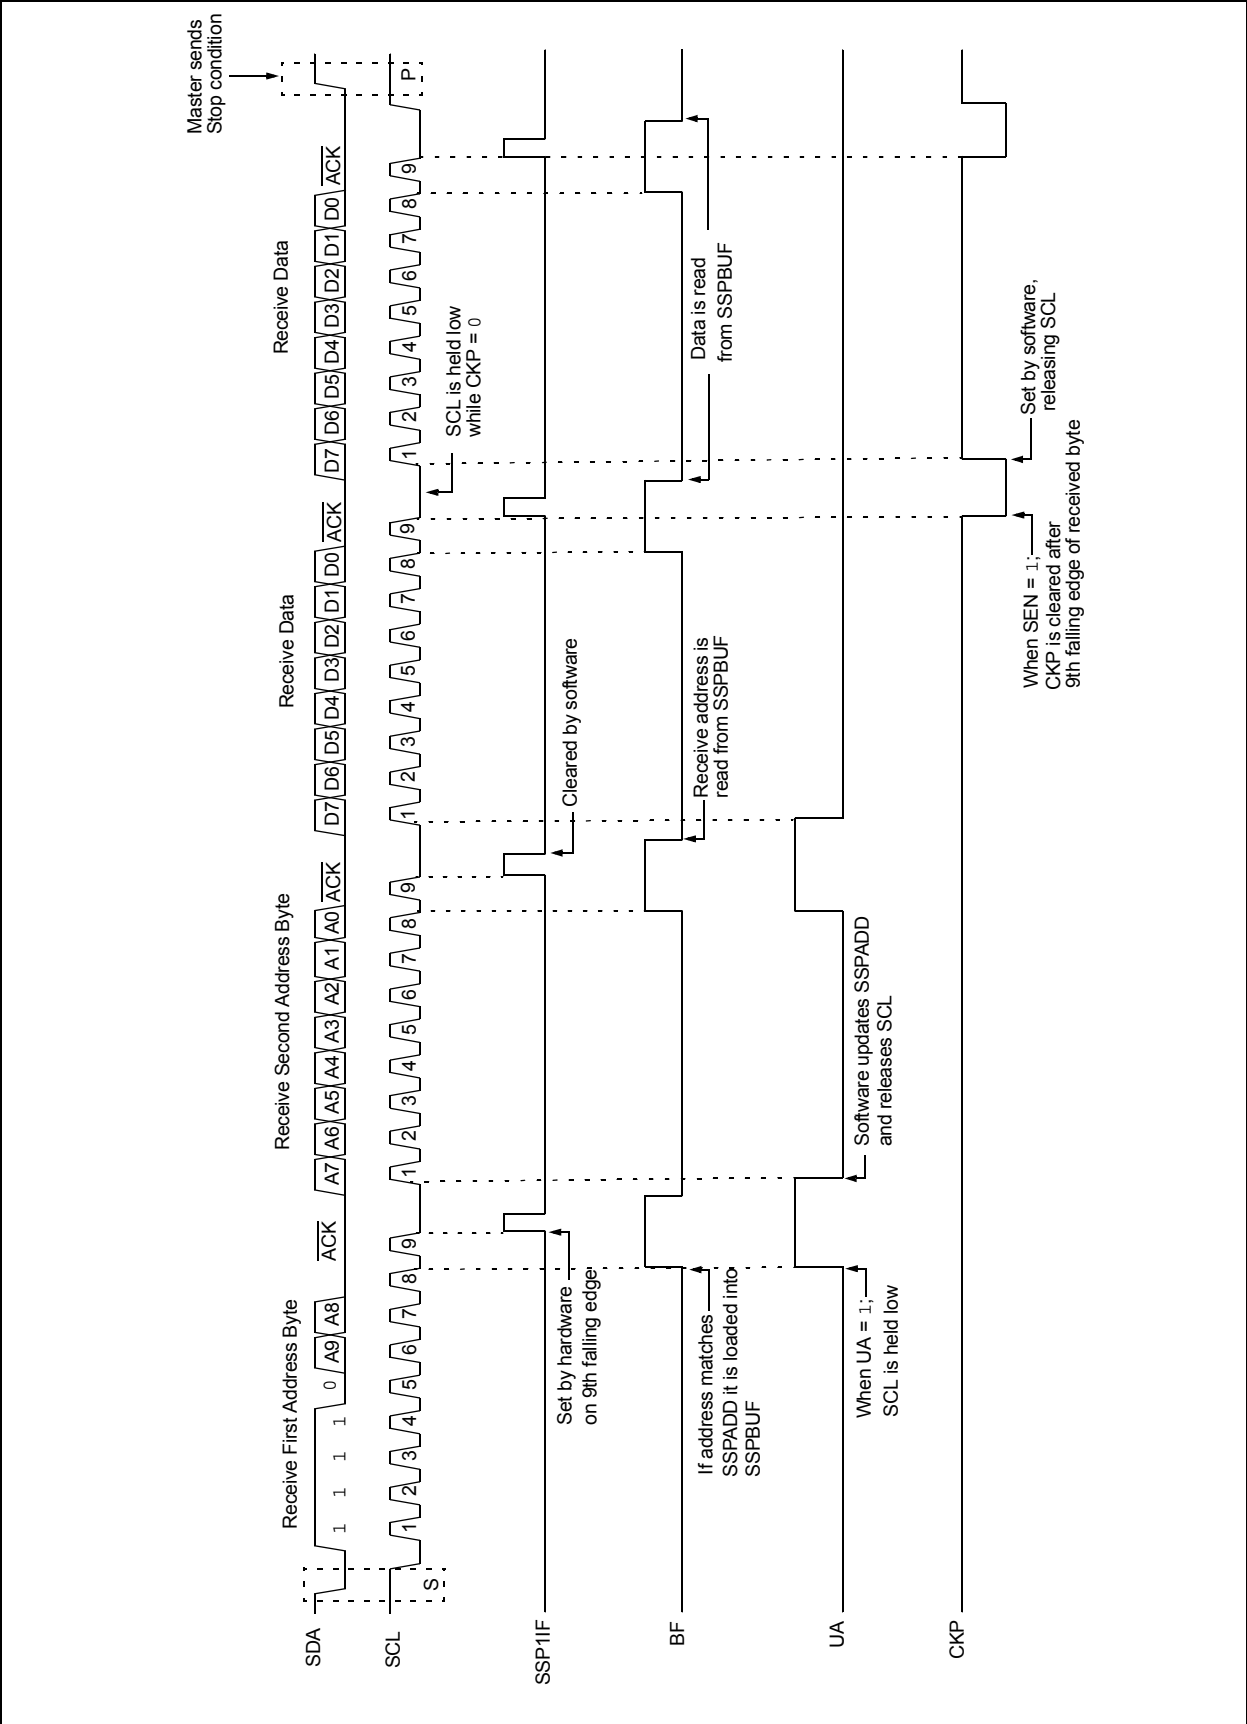 Master sends
Stop condition
Receive First Address Byte
Receive Second Address Byte
Receive Data
Receive Data
SDA
1 1 1 1 0 A9 A8 ACK
A7 A6 A5 A4 A3 A2 A1 A0 ACK
D7 D6 D5 D4 D3 D2 D1 D0 ACK
D7 D6 D5 D4 D3 D2 D1 D0 ACK
SCL
S
1 2 3 4 5 6 7 8 9
1 2 3 4 5 6 7 8 9
1 2 3 4 5 6 7 8 9
1 2 3 4 5 6 7 8 9
P
SCL is held low
while CKP = 0
SSP1IF
Set by hardware
on 9th falling edge
Cleared by software
BF
If address matches
SSPADD it is loaded into
SSPBUF
Receive address is
read from SSPBUF
Data is read
from SSPBUF
UA
When UA = 1;
SCL is held low
Software updates SSPADD
and releases SCL
CKP
When SEN = 1;
CKP is cleared after
9th falling edge of received byte
Set by software,
releasing SCL